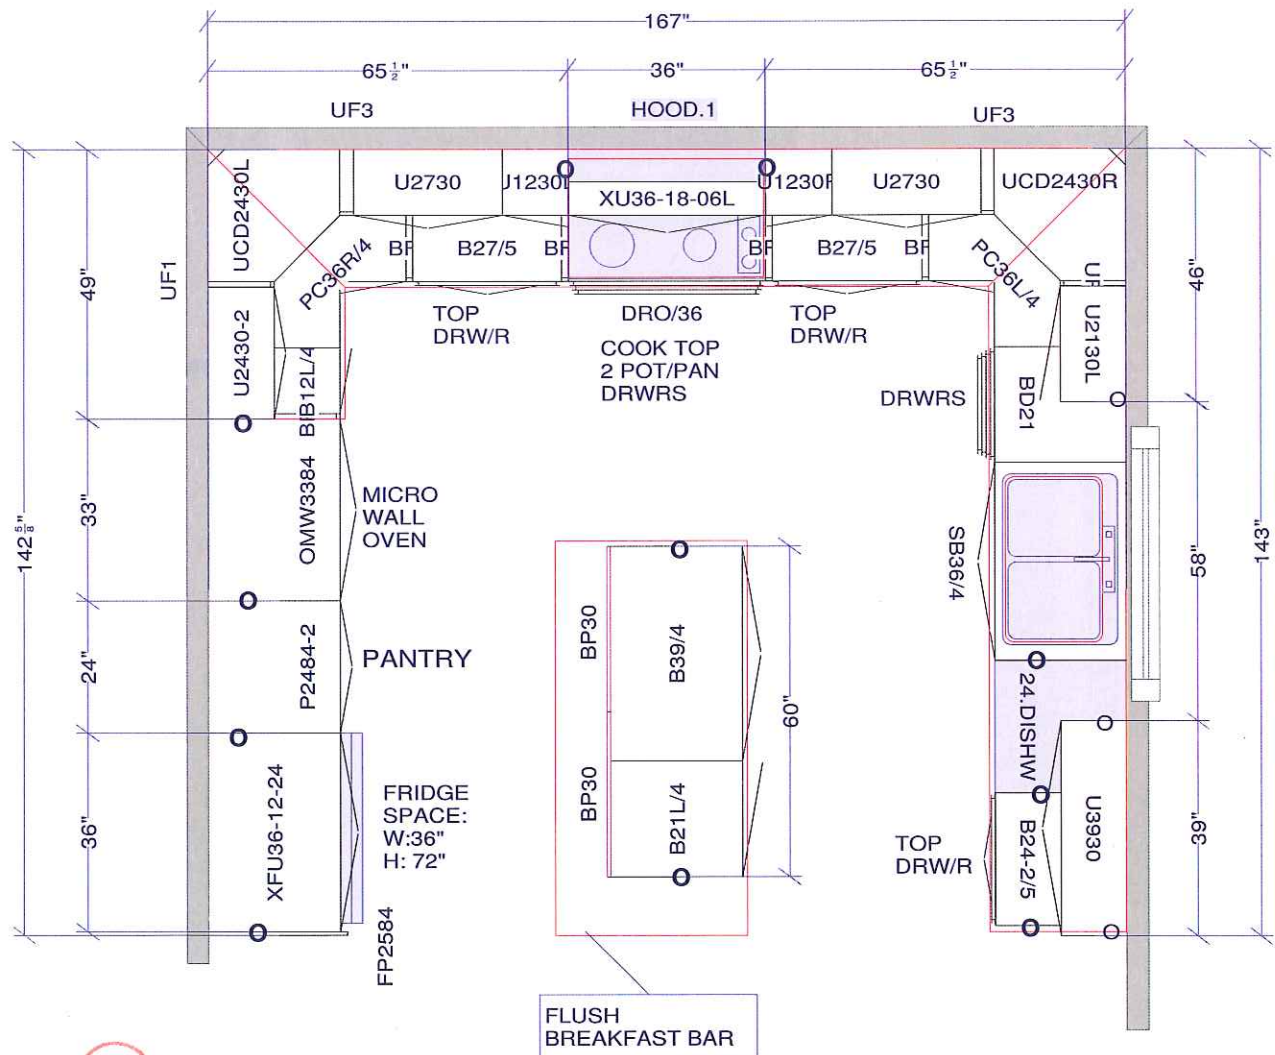 167"
65 1/2"
36"
65 1/2"
UF3
HOOD.1
UF3
UCD2430L
U2730
U1230L
XU36-18-06L
U1230R
U2730
UCD2430R
UF1
49"
PC36R/4
BF
B27/5
BF
BF
B27/5
BF
PC36L/4
UF
46"
U2430-2
BF
B12L/4
TOP
DRW/R
DRO/36
COOK TOP
2 POT/PAN
DRWRS
TOP
DRW/R
DRWRS
BD21
U2130L
142 5/8"
33"
OMW3384
MICRO
WALL
OVEN
SB36/4
58"
143"
24"
P2484-2
PANTRY
BP30
B39/4
60"
24.DISHW
36"
XFU36-12-24
FRIDGE
SPACE:
W:36"
H: 72"
FP2584
BP30
B21L/4
TOP
DRW/R
B24-2/5
U3930
39"
FLUSH
BREAKFAST BAR